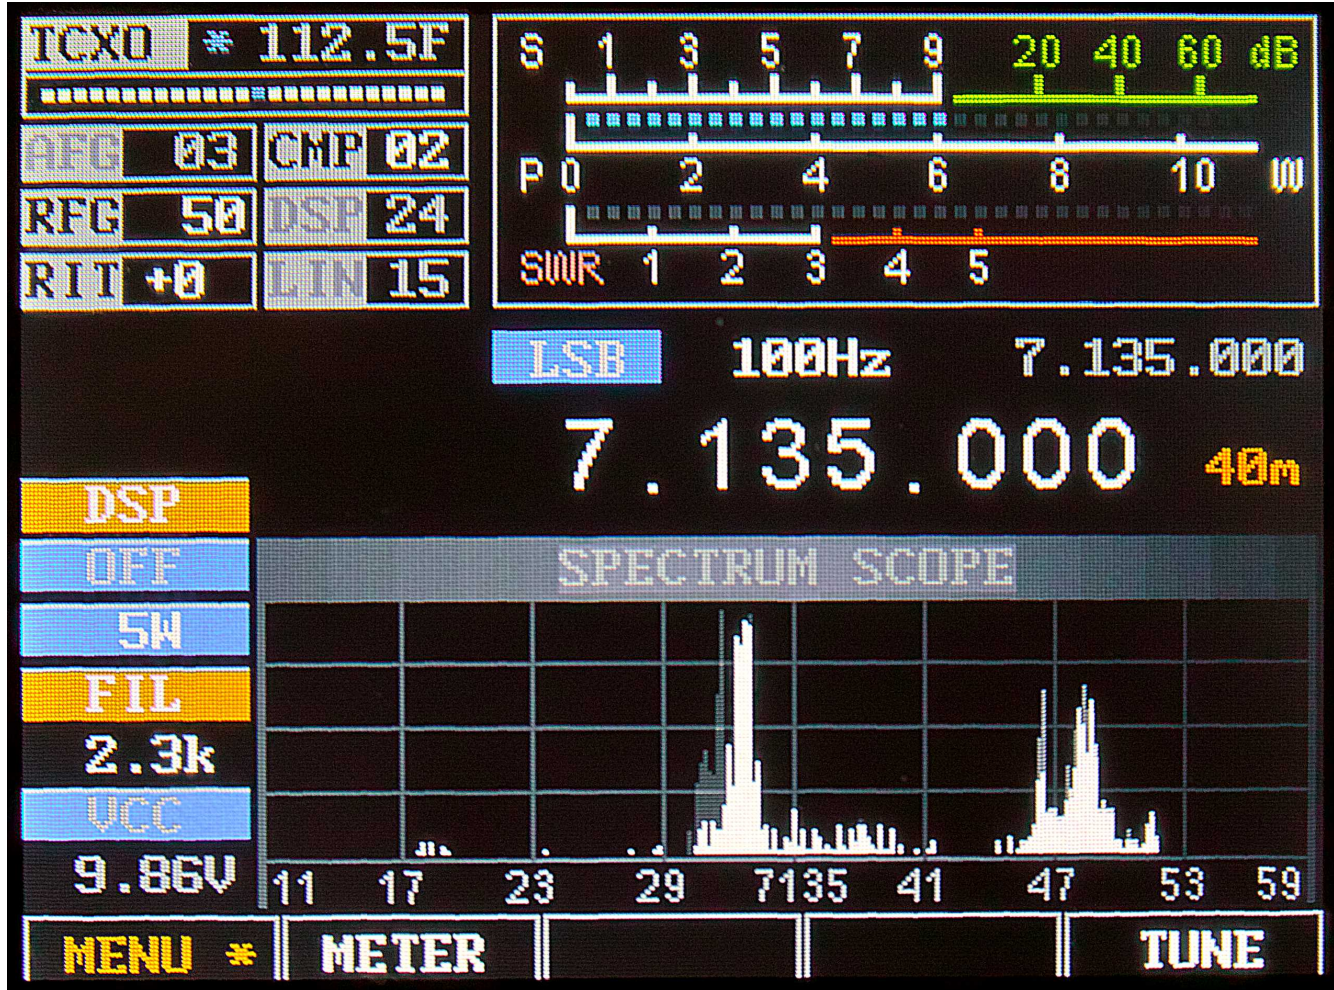 TCXO * 112.5F
AFG 03 CMP 02
RFG 50 DSP 24
RIT +0 LIN 15
S 1 3 5 7 9 20 40 60 dB
P 0 2 4 6 8 10 W
SWR 1 2 3 4 5
LSB 100Hz 7.135.000
7.135.000 40m
DSP
OFF
5W
FIL
2.3k
VCC
9.86V
SPECTRUM SCOPE
11 17 23 29 7135 41 47 53 59
MENU * METER TUNE